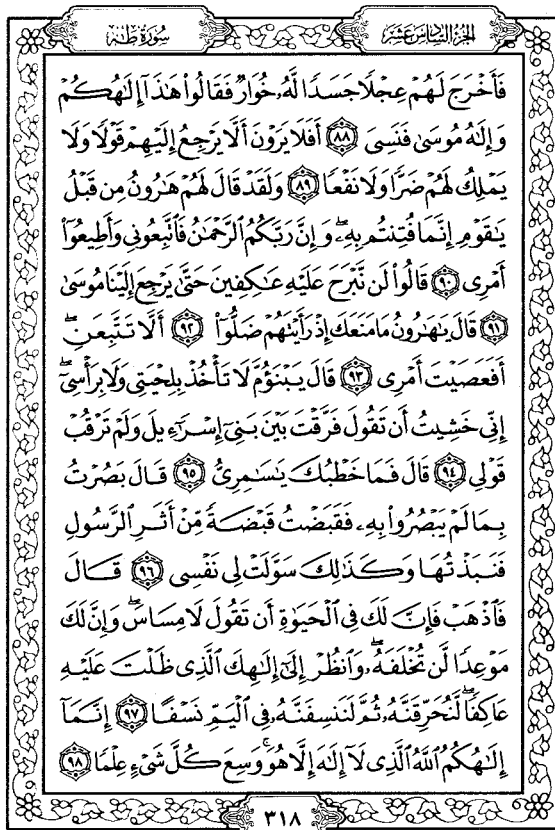 الجزء السادس عشر
سورة طه
فَأَخْرَجَ لَهُمْ عِجْلًا جَسَدًا لَّهُۥ خُوَارٌ فَقَالُوا۟ هَٰذَآ إِلَٰهُكُمْ
وَإِلَٰهُ مُوسَىٰ فَنَسِىَ ﴿٨٨﴾ أَفَلَا يَرَوْنَ أَلَّا يَرْجِعُ إِلَيْهِمْ قَوْلًا وَلَا
يَمْلِكُ لَهُمْ ضَرًّا وَلَا نَفْعًا ﴿٨٩﴾ وَلَقَدْ قَالَ لَهُمْ هَٰرُونُ مِن قَبْلُ
يَٰقَوْمِ إِنَّمَا فُتِنتُم بِهِۦ ۖ وَإِنَّ رَبَّكُمُ ٱلرَّحْمَٰنُ فَٱتَّبِعُونِى وَأَطِيعُوٓا۟
أَمْرِى ﴿٩٠﴾ قَالُوا۟ لَن نَّبْرَحَ عَلَيْهِ عَٰكِفِينَ حَتَّىٰ يَرْجِعَ إِلَيْنَا مُوسَىٰ
﴿٩١﴾ قَالَ يَٰهَٰرُونُ مَا مَنَعَكَ إِذْ رَأَيْتَهُمْ ضَلُّوٓا۟ ﴿٩٢﴾ أَلَّا تَتَّبِعَنِ ۖ
أَفَعَصَيْتَ أَمْرِى ﴿٩٣﴾ قَالَ يَبْنَؤُمَّ لَا تَأْخُذْ بِلِحْيَتِى وَلَا بِرَأْسِىٓ ۖ
إِنِّى خَشِيتُ أَن تَقُولَ فَرَّقْتَ بَيْنَ بَنِىٓ إِسْرَٰٓءِيلَ وَلَمْ تَرْقُبْ
قَوْلِى ﴿٩٤﴾ قَالَ فَمَا خَطْبُكَ يَٰسَٰمِرِىُّ ﴿٩٥﴾ قَالَ بَصُرْتُ
بِمَا لَمْ يَبْصُرُوا۟ بِهِۦ فَقَبَضْتُ قَبْضَةً مِّنْ أَثَرِ ٱلرَّسُولِ
فَنَبَذْتُهَا وَكَذَٰلِكَ سَوَّلَتْ لِى نَفْسِى ﴿٩٦﴾ قَالَ
فَٱذْهَبْ فَإِنَّ لَكَ فِى ٱلْحَيَوٰةِ أَن تَقُولَ لَا مِسَاسَ ۖ وَإِنَّ لَكَ
مَوْعِدًا لَّن تُخْلَفَهُۥ ۖ وَٱنظُرْ إِلَىٰٓ إِلَٰهِكَ ٱلَّذِى ظَلْتَ عَلَيْهِ
عَاكِفًا ۖ لَّنُحَرِّقَنَّهُۥ ثُمَّ لَنَنسِفَنَّهُۥ فِى ٱلْيَمِّ نَسْفًا ﴿٩٧﴾ إِنَّمَآ
إِلَٰهُكُمُ ٱللَّهُ ٱلَّذِى لَآ إِلَٰهَ إِلَّا هُوَ ۚ وَسِعَ كُلَّ شَىْءٍ عِلْمًا ﴿٩٨﴾
٣١٨